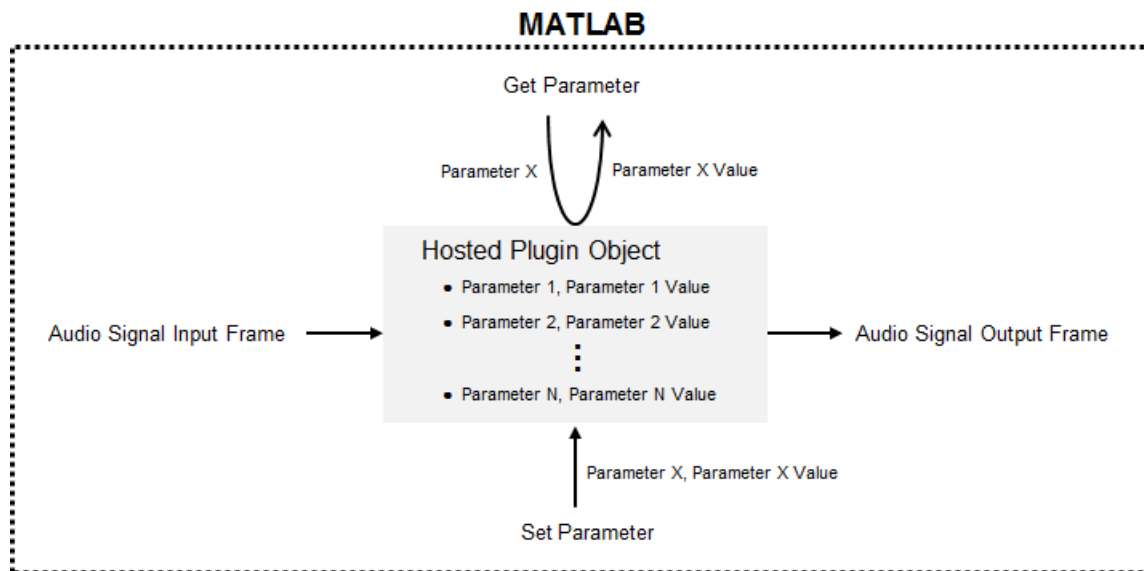 MATLAB
Get Parameter
Parameter X
Parameter X Value
Hosted Plugin Object
• Parameter 1, Parameter 1 Value
• Parameter 2, Parameter 2 Value
• Parameter N, Parameter N Value
Audio Signal Input Frame
Audio Signal Output Frame
Parameter X, Parameter X Value
Set Parameter